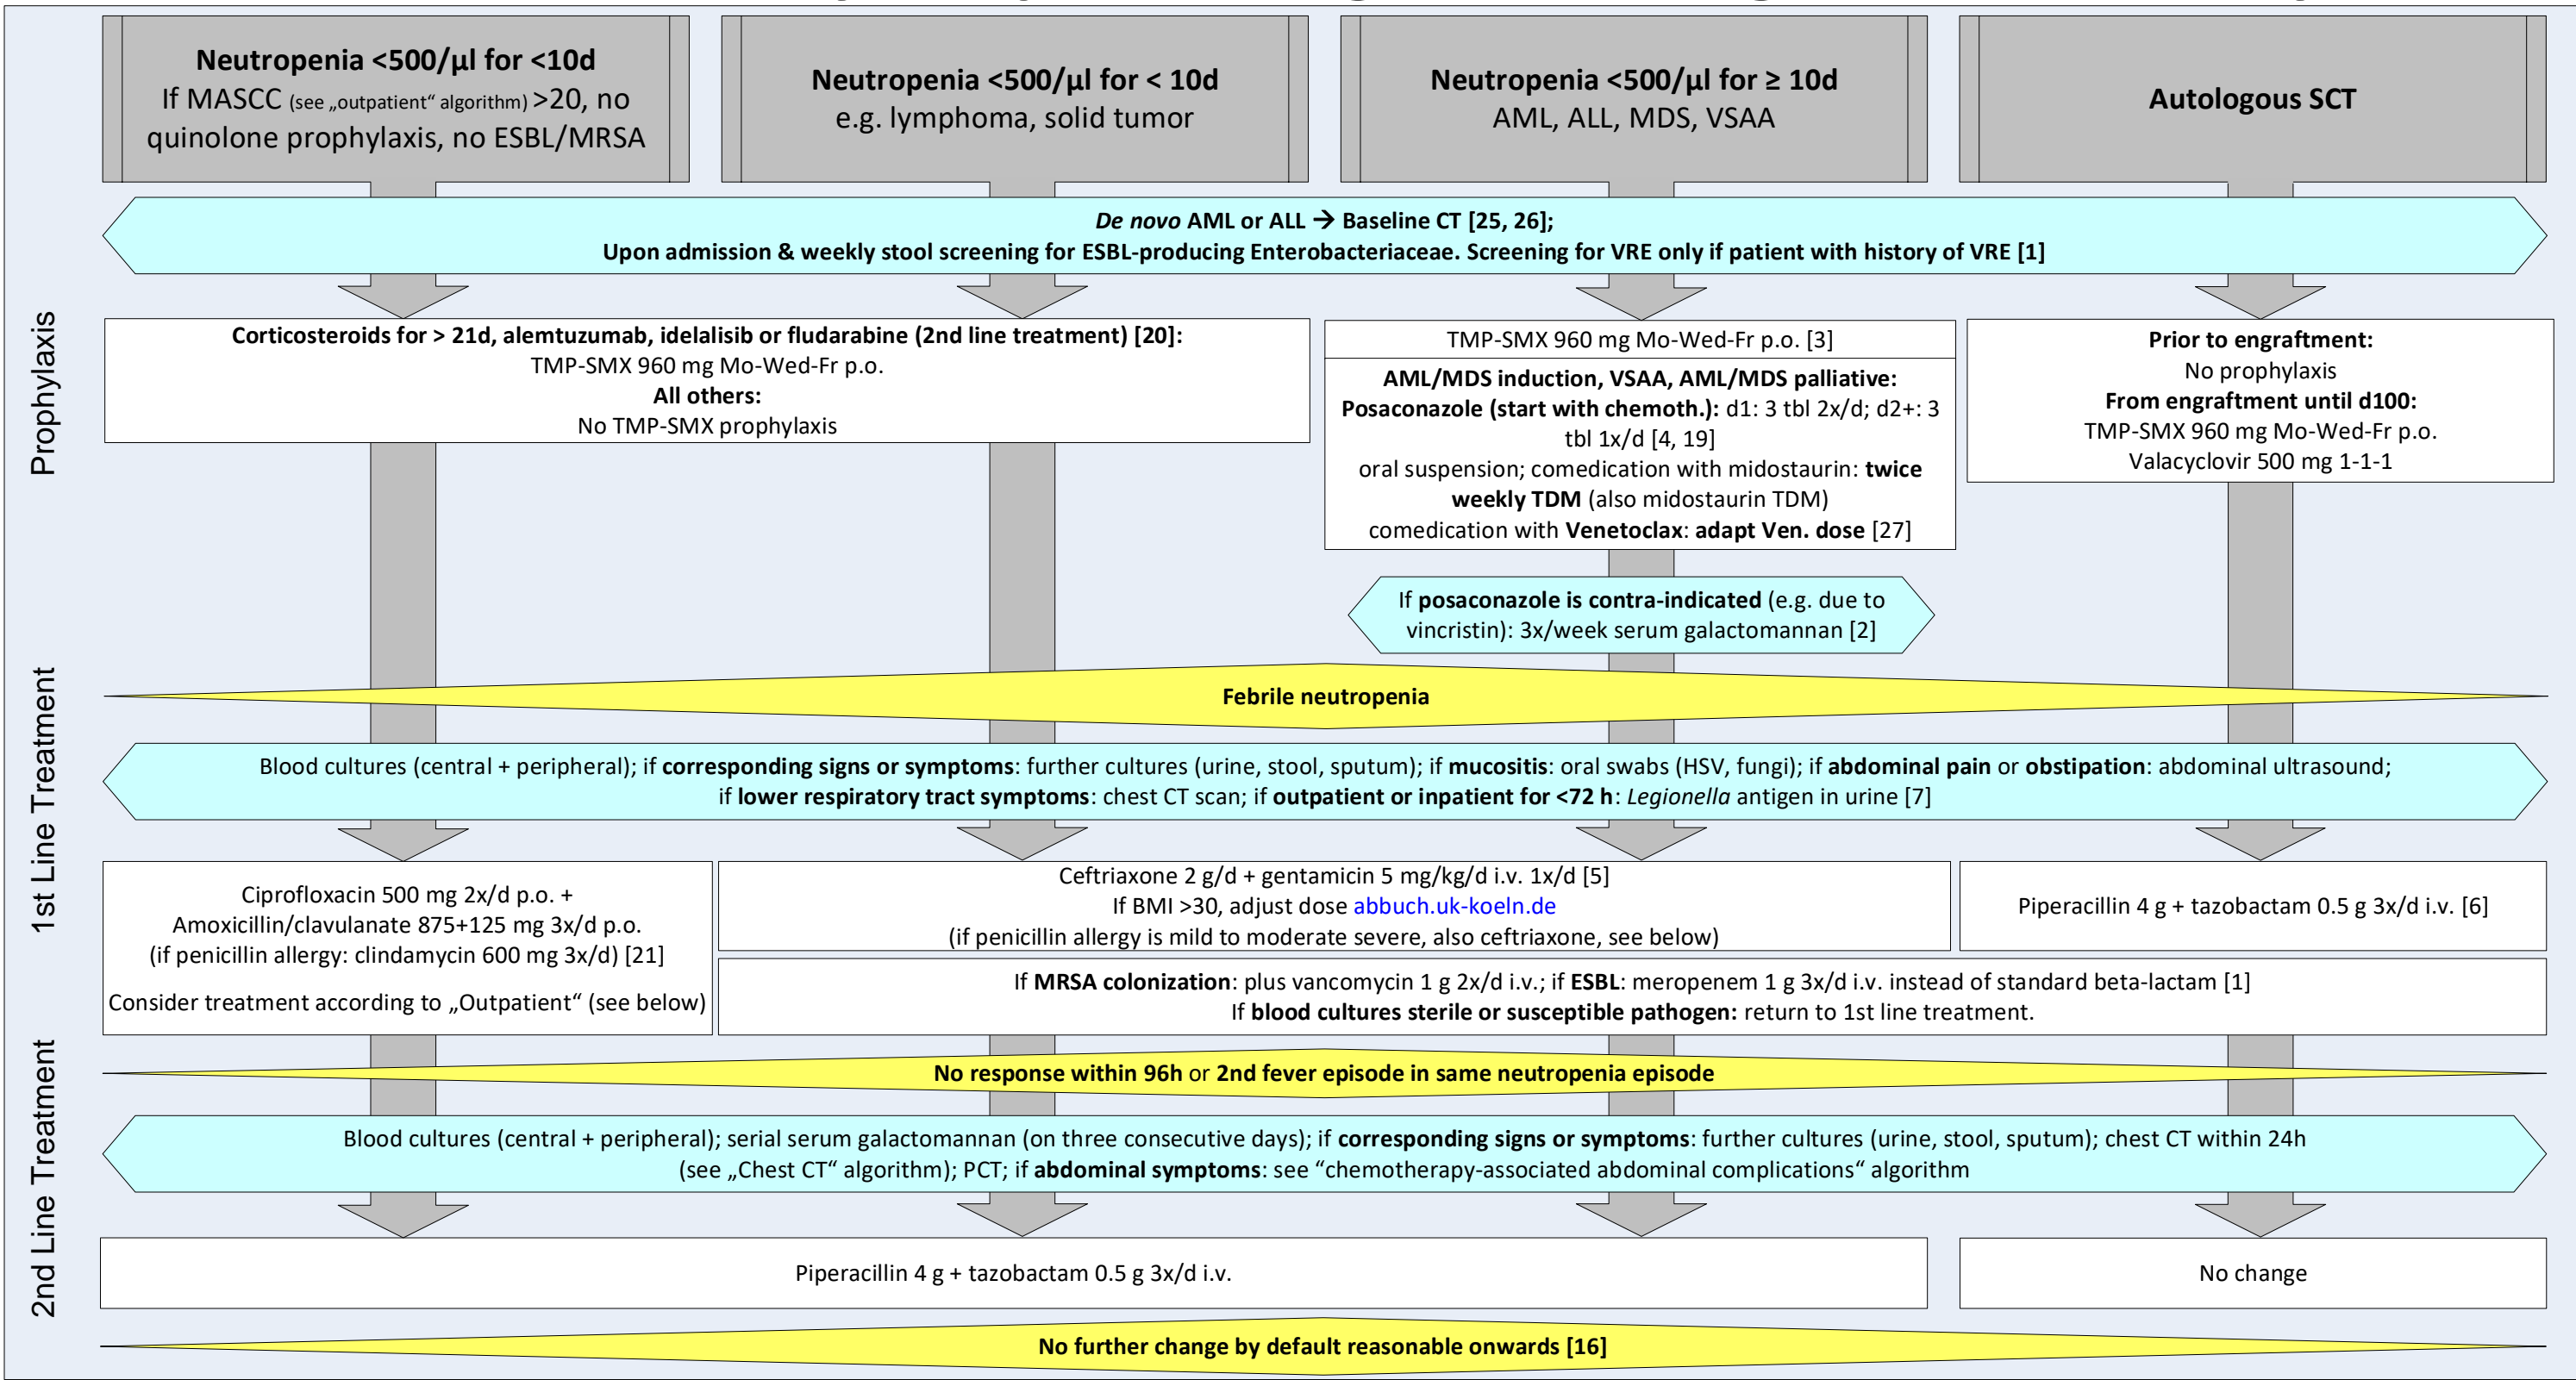 Neutropenia <500/µl for <10d
If MASCC (see „outpatient“ algorithm) >20, no
quinolone prophylaxis, no ESBL/MRSA
Neutropenia <500/µl for < 10d
e.g. lymphoma, solid tumor
Neutropenia <500/µl for ≥ 10d
AML, ALL, MDS, VSAA
Autologous SCT
De novo AML or ALL → Baseline CT [25, 26];
Upon admission & weekly stool screening for ESBL-producing Enterobacteriaceae. Screening for VRE only if patient with history of VRE [1]
Prophylaxis
Corticosteroids for > 21d, alemtuzumab, idelalisib or fludarabine (2nd line treatment) [20]:
TMP-SMX 960 mg Mo-Wed-Fr p.o.
All others:
No TMP-SMX prophylaxis
TMP-SMX 960 mg Mo-Wed-Fr p.o. [3]
AML/MDS induction, VSAA, AML/MDS palliative:
Posaconazole (start with chemoth.): d1: 3 tbl 2x/d; d2+: 3
tbl 1x/d [4, 19]
oral suspension; comedication with midostaurin: twice
weekly TDM (also midostaurin TDM)
comedication with Venetoclax: adapt Ven. dose [27]
Prior to engraftment:
No prophylaxis
From engraftment until d100:
TMP-SMX 960 mg Mo-Wed-Fr p.o.
Valacyclovir 500 mg 1-1-1
If posaconazole is contra-indicated (e.g. due to
vincristin): 3x/week serum galactomannan [2]
1st Line Treatment
Febrile neutropenia
Blood cultures (central + peripheral); if corresponding signs or symptoms: further cultures (urine, stool, sputum); if mucositis: oral swabs (HSV, fungi); if abdominal pain or obstipation: abdominal ultrasound;
if lower respiratory tract symptoms: chest CT scan; if outpatient or inpatient for <72 h: Legionella antigen in urine [7]
Ciprofloxacin 500 mg 2x/d p.o. +
Amoxicillin/clavulanate 875+125 mg 3x/d p.o.
(if penicillin allergy: clindamycin 600 mg 3x/d) [21]
Consider treatment according to „Outpatient“ (see below)
Ceftriaxone 2 g/d + gentamicin 5 mg/kg/d i.v. 1x/d [5]
If BMI >30, adjust dose abbuch.uk-koeln.de
(if penicillin allergy is mild to moderate severe, also ceftriaxone, see below)
Piperacillin 4 g + tazobactam 0.5 g 3x/d i.v. [6]
If MRSA colonization: plus vancomycin 1 g 2x/d i.v.; if ESBL: meropenem 1 g 3x/d i.v. instead of standard beta-lactam [1]
If blood cultures sterile or susceptible pathogen: return to 1st line treatment.
2nd Line Treatment
No response within 96h or 2nd fever episode in same neutropenia episode
Blood cultures (central + peripheral); serial serum galactomannan (on three consecutive days); if corresponding signs or symptoms: further cultures (urine, stool, sputum); chest CT within 24h
(see „Chest CT“ algorithm); PCT; if abdominal symptoms: see “chemotherapy-associated abdominal complications“ algorithm
Piperacillin 4 g + tazobactam 0.5 g 3x/d i.v.
No change
No further change by default reasonable onwards [16]